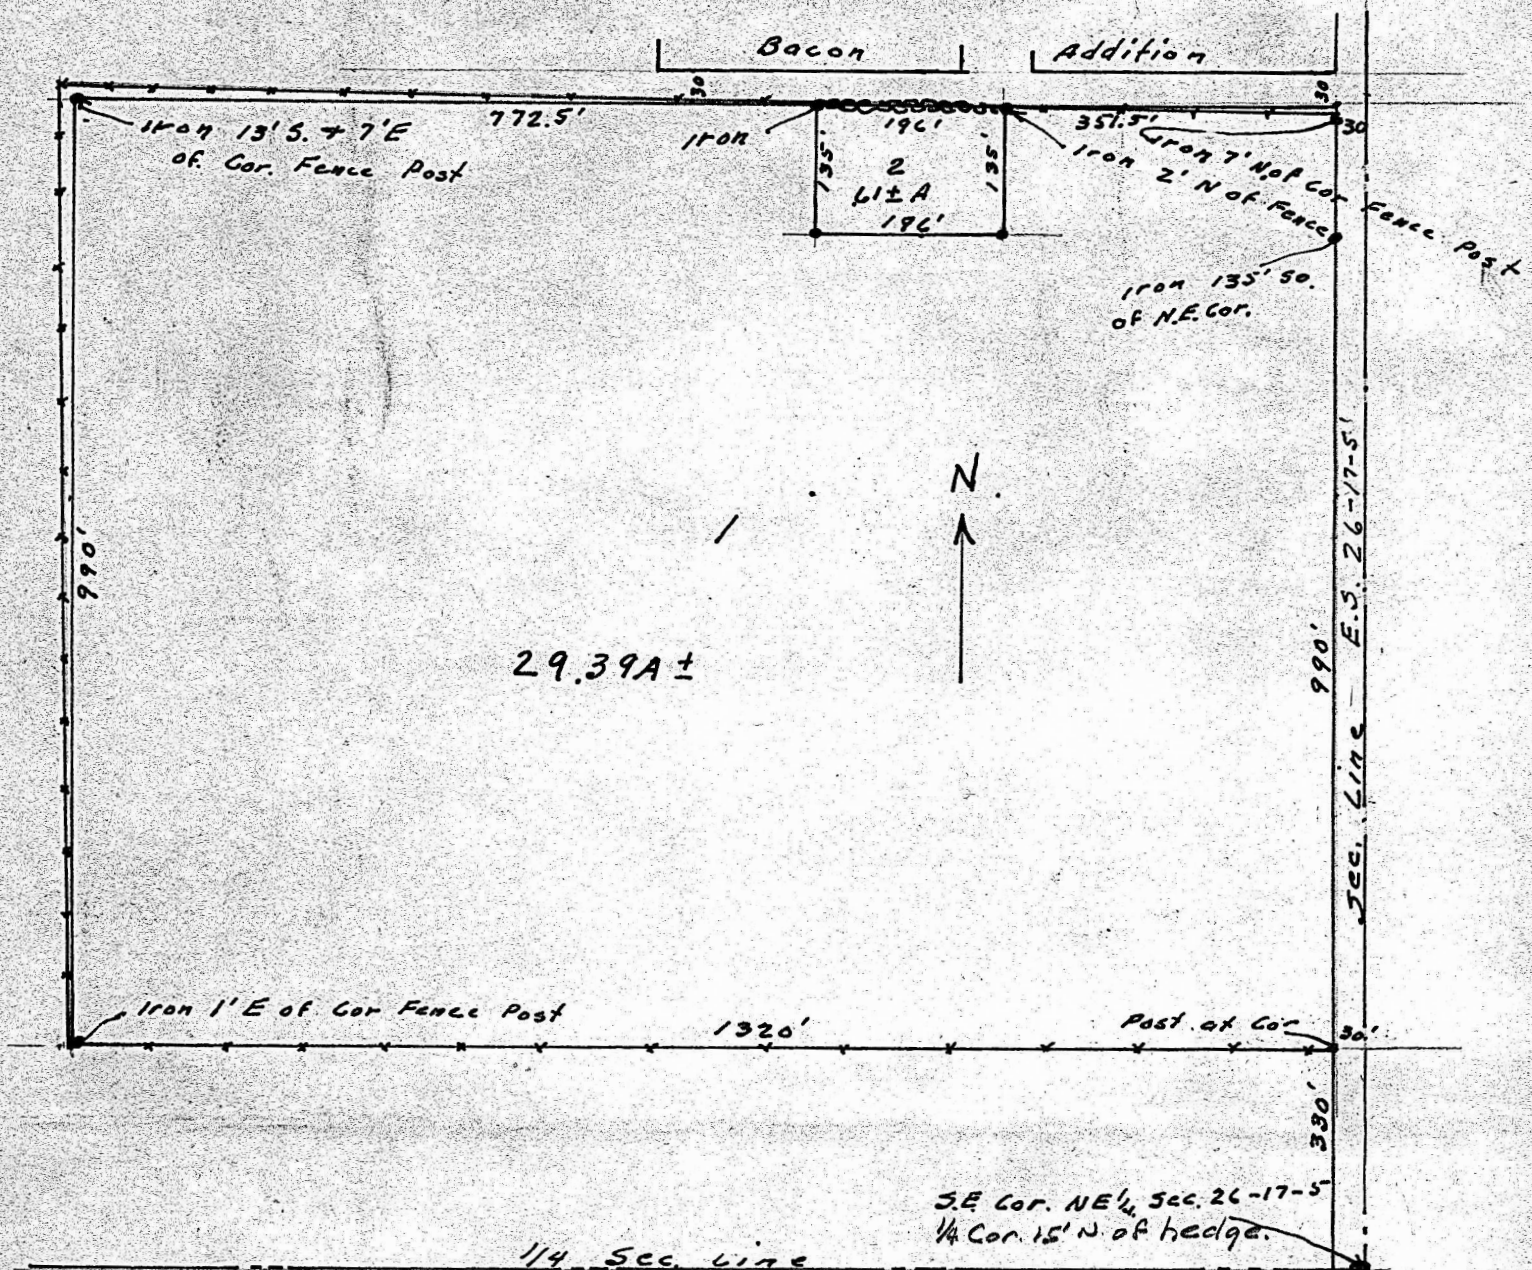 Bacon Addition
30
30
Iron 13' S. + 7' E
of Cor. Fence Post
772.5'
Iron
196'
135'
135'
2
.61± A
196'
351.5'
30
Iron 7' N. of Cor Fence Post
Iron
2' N of Fence
Iron 135' So.
of N.E. Cor.
N.
1
990'
29.39A ±
990'
Sec. Line - E.S. 26-17-5
Iron 1' E of Cor Fence Post
1320'
Post at Cor
30'
330'
S.E. Cor. NE 1/4 Sec. 26-17-5
1/4 Cor. 15' N. of hedge.
1/4 Sec. Line